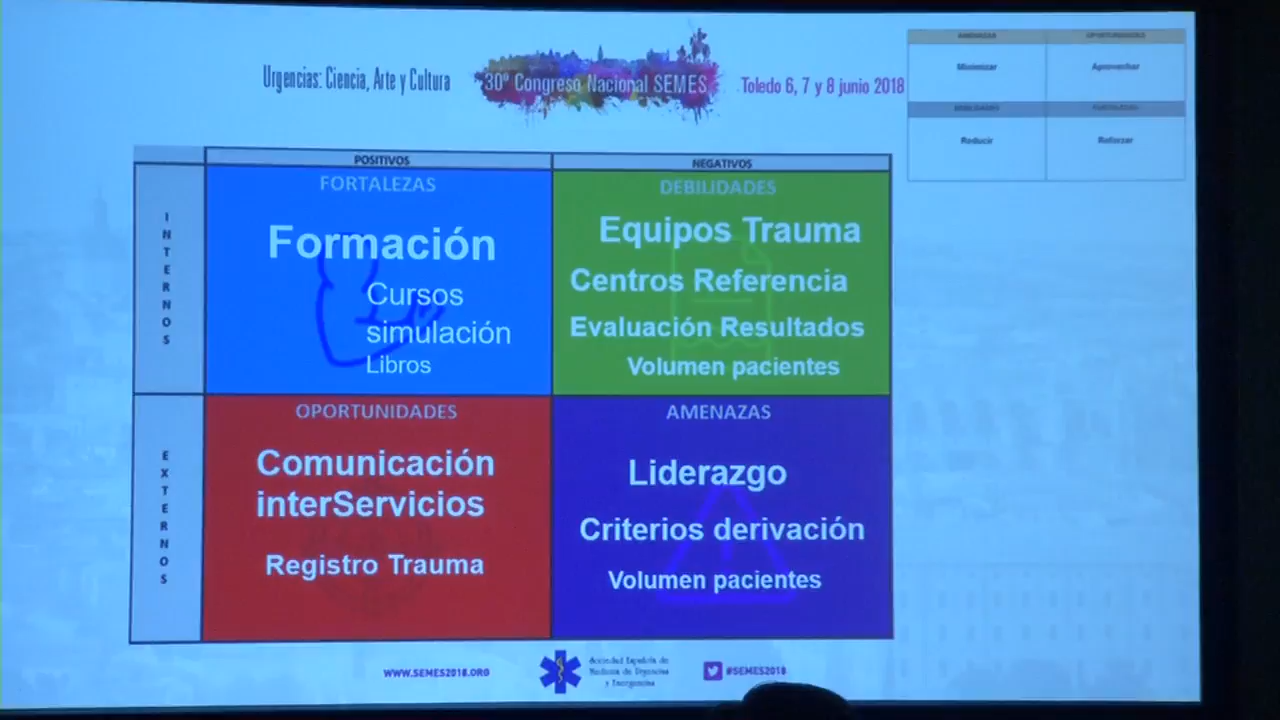 Urgencias: Ciencia, Arte y Cultura
30º Congreso Nacional SEMES
Toledo 6, 7 y 8 junio 2018
AMENAZAS
OPORTUNIDADES
Minimizar
Aprovechar
DEBILIDADES
FORTALEZAS
Reducir
Reforzar
POSITIVOS
NEGATIVOS
INTERNOS
FORTALEZAS
Formación
Cursos
simulación
Libros
DEBILIDADES
Equipos Trauma
Centros Referencia
Evaluación Resultados
Volumen pacientes
EXTERNOS
OPORTUNIDADES
Comunicación
interServicios
Registro Trauma
AMENAZAS
Liderazgo
Criterios derivación
Volumen pacientes
WWW.SEMES2018.ORG
Sociedad Española de
Medicina de Urgencias
y Emergencias
#SEMES2018